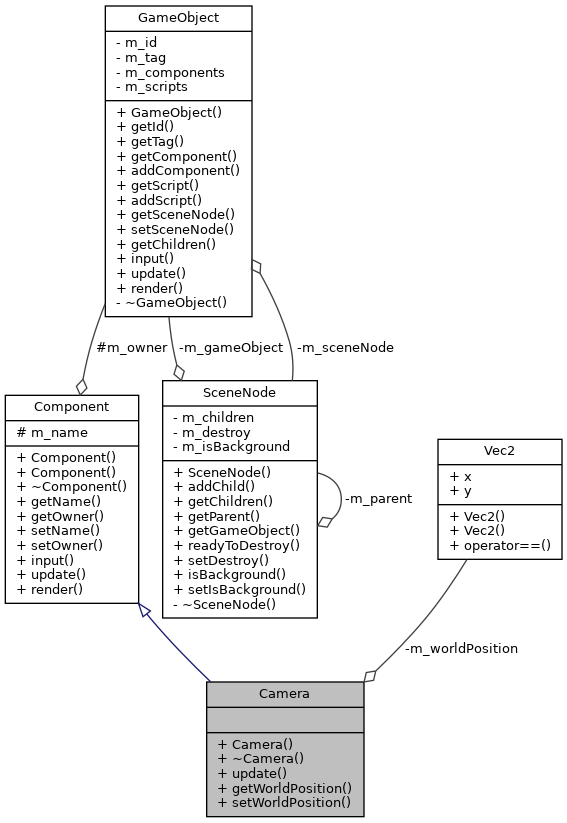 GameObject
- m_id
- m_tag
- m_components
- m_scripts
+ GameObject()
+ getId()
+ getTag()
+ getComponent()
+ addComponent()
+ getScript()
+ addScript()
+ getSceneNode()
+ setSceneNode()
+ getChildren()
+ input()
+ update()
+ render()
- ~GameObject()
#m_owner
-m_gameObject
-m_sceneNode
Component
# m_name
+ Component()
+ Component()
+ ~Component()
+ getName()
+ getOwner()
+ setName()
+ setOwner()
+ input()
+ update()
+ render()
SceneNode
- m_children
- m_destroy
- m_isBackground
+ SceneNode()
+ addChild()
+ getChildren()
+ getParent()
+ getGameObject()
+ readyToDestroy()
+ setDestroy()
+ isBackground()
+ setIsBackground()
- ~SceneNode()
-m_parent
Vec2
+ x
+ y
+ Vec2()
+ Vec2()
+ operator==()
-m_worldPosition
Camera
+ Camera()
+ ~Camera()
+ update()
+ getWorldPosition()
+ setWorldPosition()